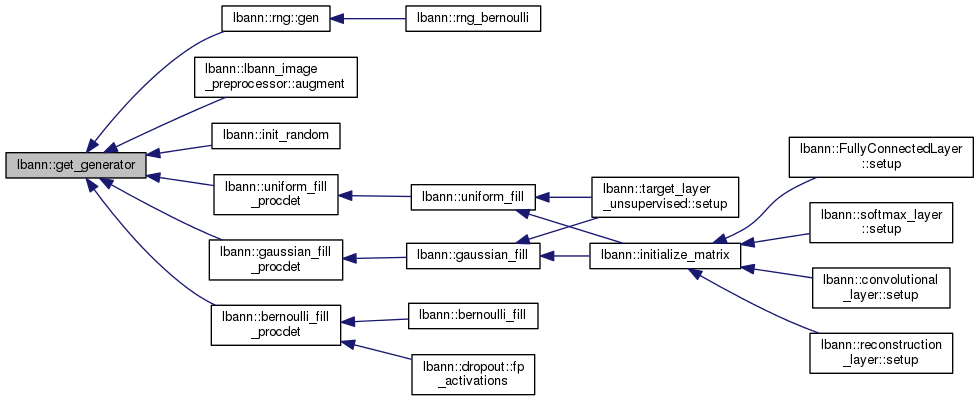 lbann::rng::gen
lbann::rng_bernoulli
lbann::lbann_image
_preprocessor::augment
lbann::init_random
lbann::get_generator
lbann::uniform_fill
_procdet
lbann::uniform_fill
lbann::target_layer
_unsupervised::setup
lbann::FullyConnectedLayer
::setup
lbann::softmax_layer
::setup
lbann::gaussian_fill
_procdet
lbann::gaussian_fill
lbann::initialize_matrix
lbann::convolutional
_layer::setup
lbann::bernoulli_fill
_procdet
lbann::bernoulli_fill
lbann::reconstruction
_layer::setup
lbann::dropout::fp
_activations